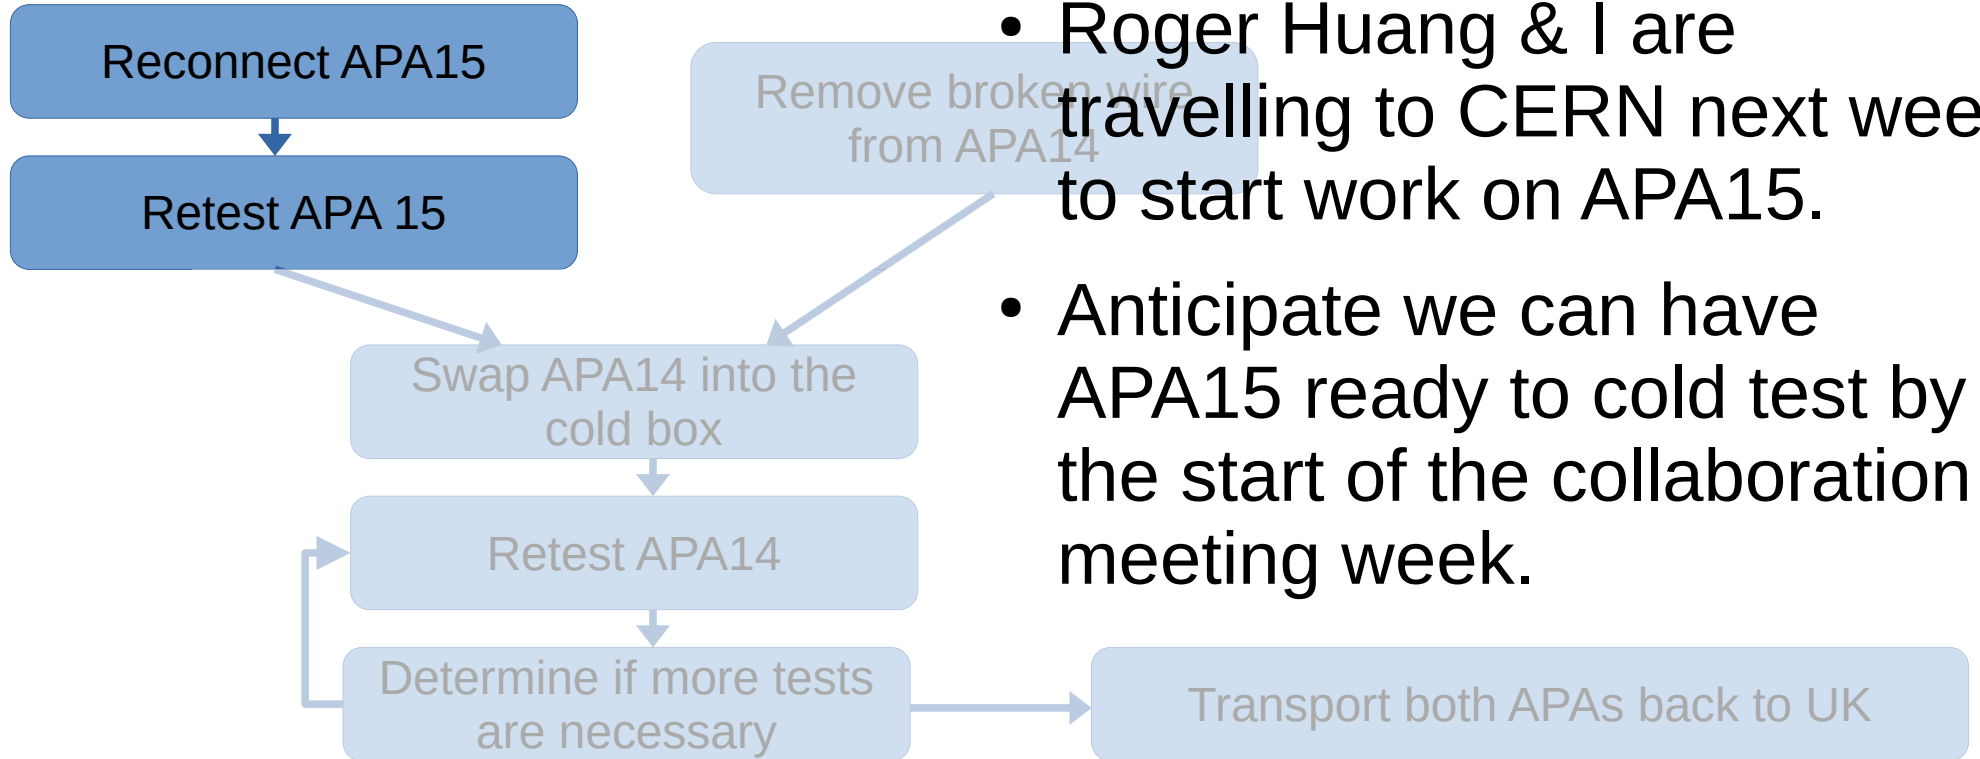 Reconnect APA15
Retest APA 15
Remove broken wire
from APA14
Swap APA14 into the
cold box
Retest APA14
Determine if more tests
are necessary
Transport both APAs back to UK
• Roger Huang & I are
travelling to CERN next wee
to start work on APA15.
• Anticipate we can have
APA15 ready to cold test by
the start of the collaboration
meeting week.